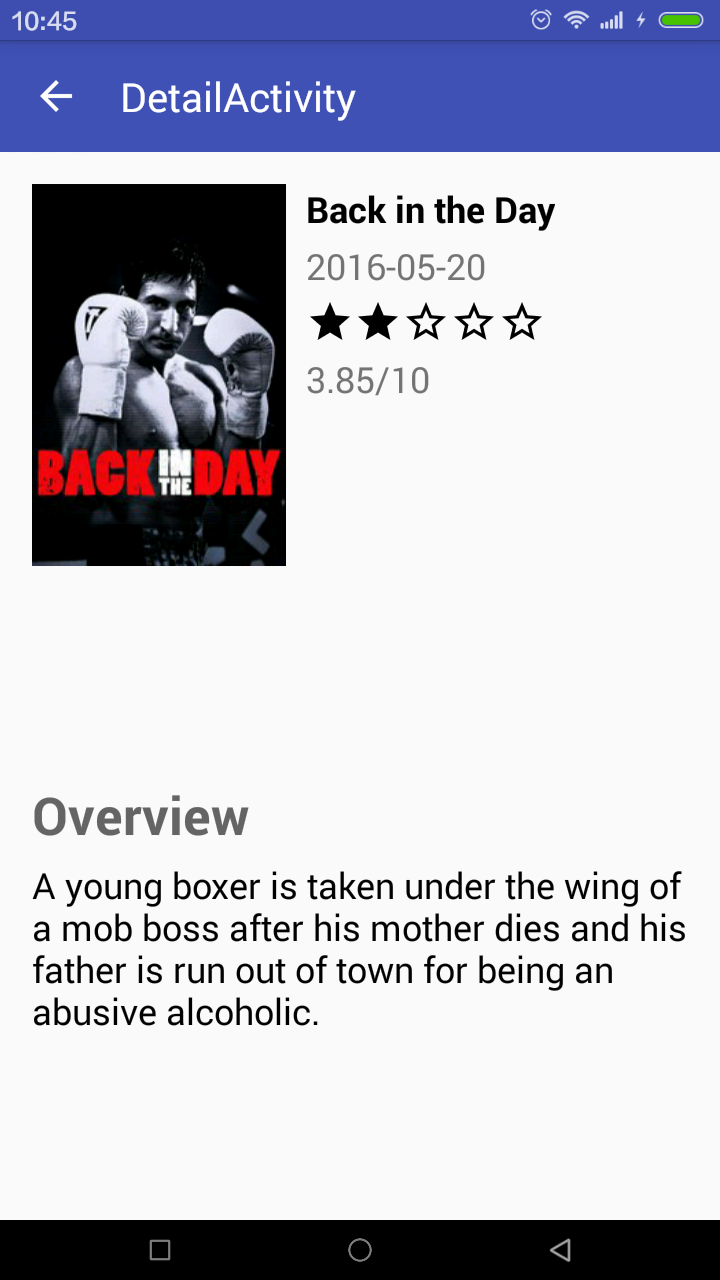 10:45
DetailActivity
Back in the Day
2016-05-20
3.85/10
BACK IN THE DAY
Overview
A young boxer is taken under the wing of
a mob boss after his mother dies and his
father is run out of town for being an
abusive alcoholic.